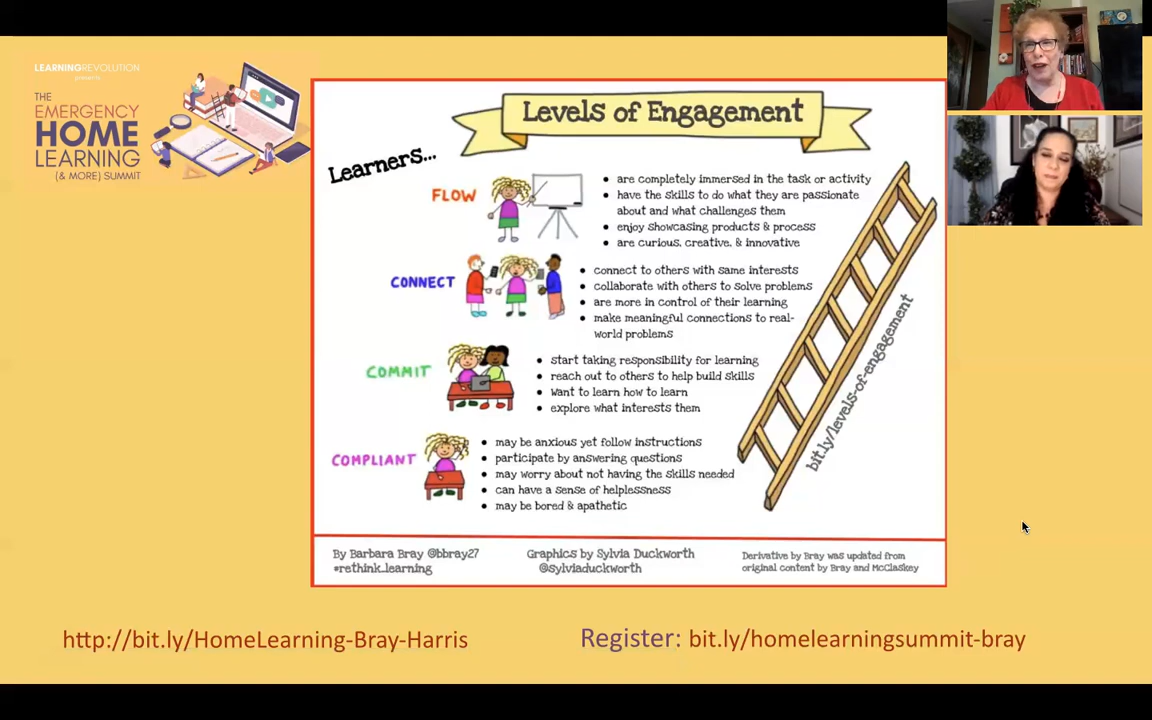 LEARNINGREVOLUTION
presents
THE
EMERGENCY
HOME
LEARNING
(& MORE) SUMMIT
Levels of Engagement
Learners...
FLOW
• are completely immersed in the task or activity
• have the skills to do what they are passionate
about and what challenges them
• enjoy showcasing products & process
• are curious, creative, & innovative
CONNECT
• connect to others with same interests
• collaborate with others to solve problems
• are more in control of their learning
• make meaningful connections to real-
world problems
COMMIT
• start taking responsibility for learning
• reach out to others to help build skills
• want to learn how to learn
• explore what interests them
COMPLIANT
• may be anxious yet follow instructions
• participate by answering questions
• may worry about not having the skills needed
• can have a sense of helplessness
• may be bored & apathetic
bit.ly/levels-of-engagement
By Barbara Bray @bbray27
#rethink_learning
Graphics by Sylvia Duckworth
@sylviaduckworth
Derivative by Bray was updated from
original content by Bray and McClaskey
http://bit.ly/HomeLearning-Bray-Harris
Register: bit.ly/homelearningsummit-bray